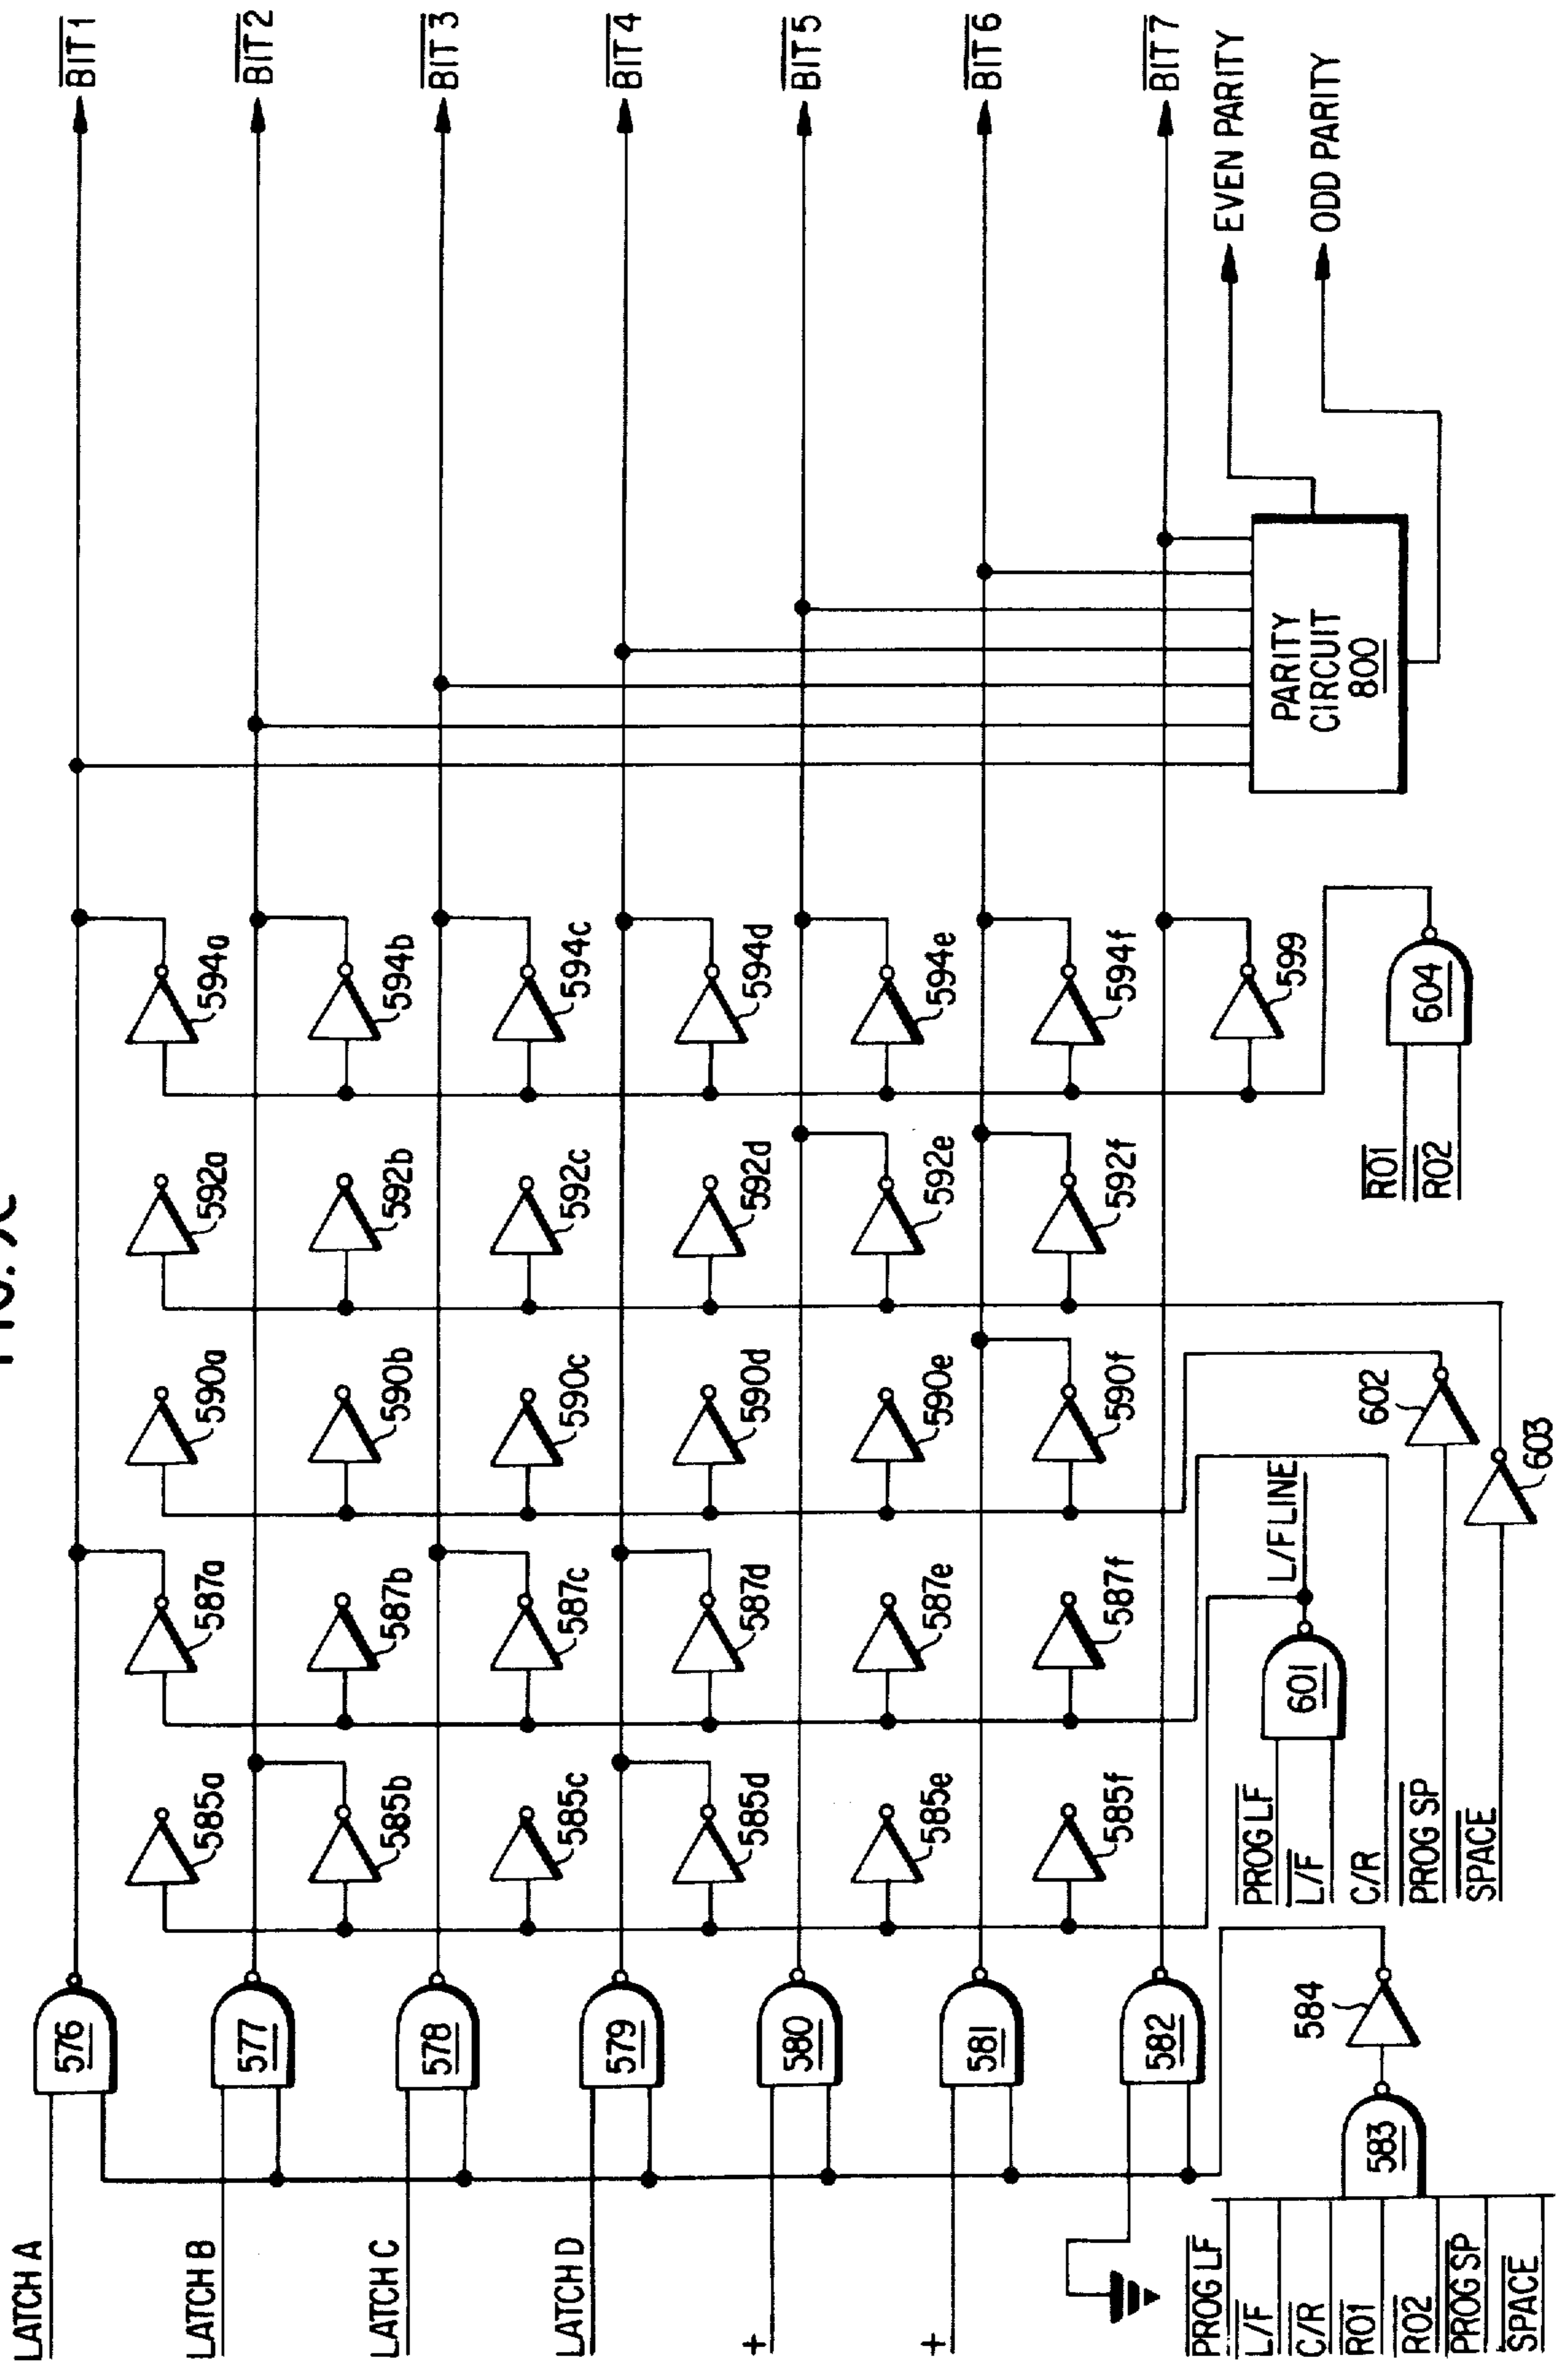 LATCH A
LATCH B
LATCH C
LATCH D
+
+
PROG LF
L/F
C/R
RO1
RO2
PROG SP
SPACE
576
577
578
579
580
581
582
583
584
585a
585b
585c
585d
585e
585f
PROG LF
L/F
C/R
PROG SP
SPACE
587a
587b
587c
587d
587e
587f
601
L/F LINE
590a
590b
590c
590d
590e
590f
602
603
592a
592b
592c
592d
592e
592f
RO1
RO2
594a
594b
594c
594d
594e
594f
599
604
PARITY
CIRCUIT
800
BIT 1
BIT 2
BIT 3
BIT 4
BIT 5
BIT 6
BIT 7
EVEN PARITY
ODD PARITY